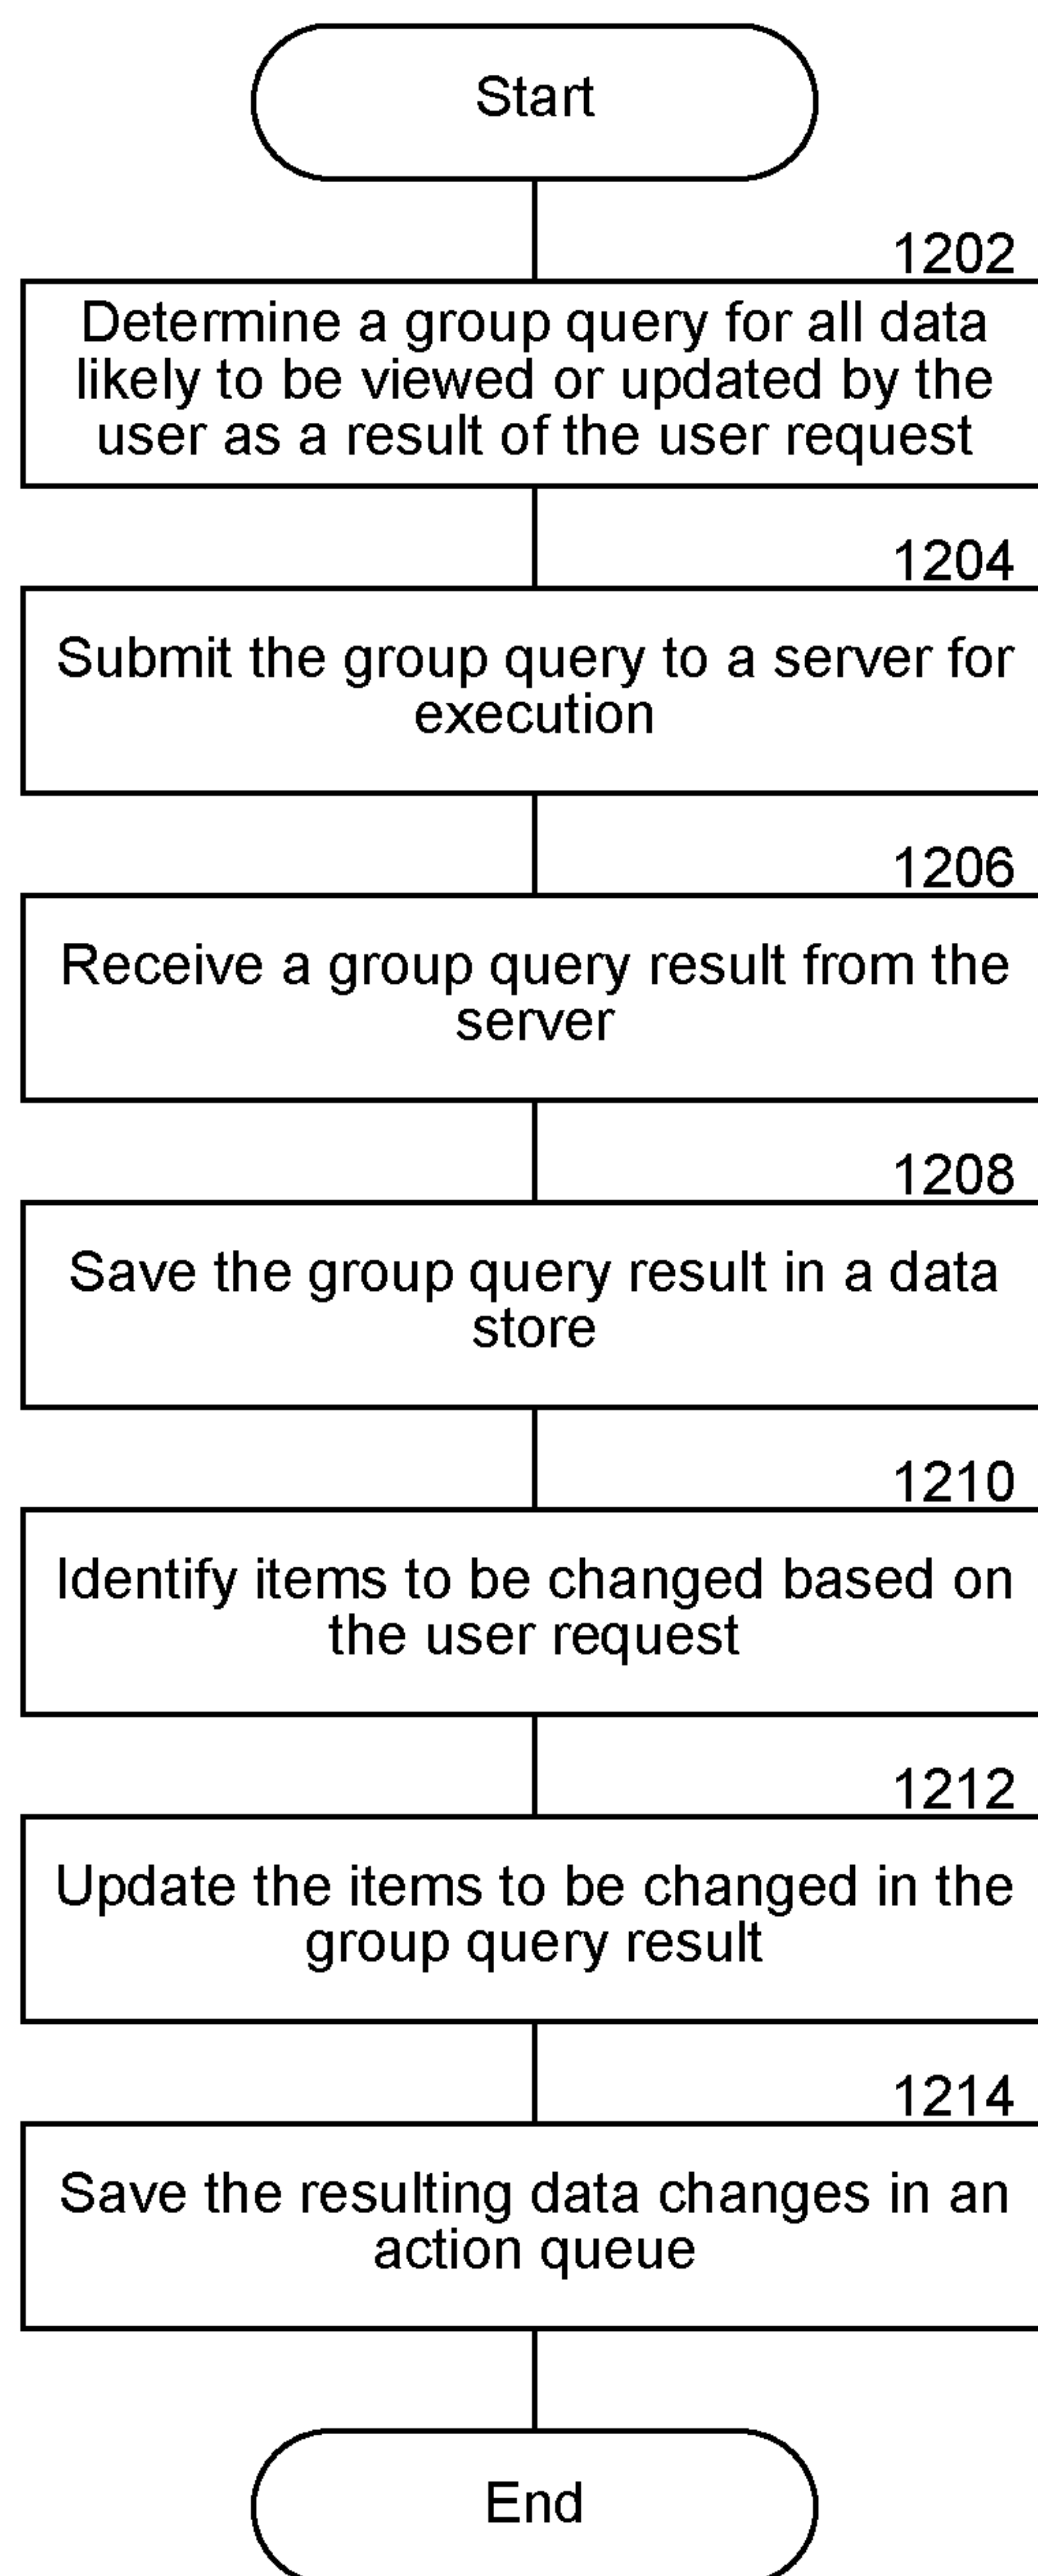 Start
1202
Determine a group query for all data
likely to be viewed or updated by the
user as a result of the user request
1204
Submit the group query to a server for
execution
1206
Receive a group query result from the
server
1208
Save the group query result in a data
store
1210
Identify items to be changed based on
the user request
1212
Update the items to be changed in the
group query result
1214
Save the resulting data changes in an
action queue
End